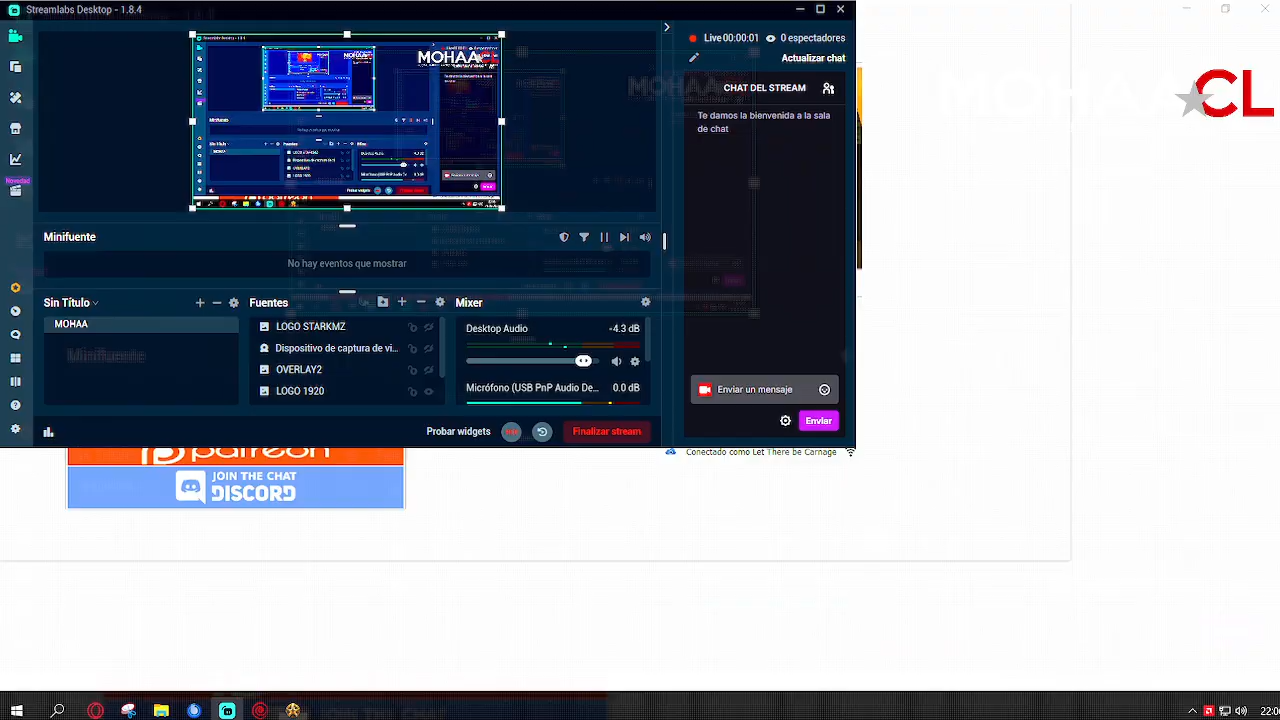 Streamlabs Desktop - 1.8.4
Live 00:00:01
0 espectadores
Actualizar chat
CHAT DEL STREAM
Te damos la bienvenida a la sala
de chat
MOHAA CL
CL
Novedad
Minifuente
No hay eventos que mostrar
Sin Título
Fuentes
Mixer
MOHAA
LOGO STARKMZ
Dispositivo de captura de vi...
OVERLAY2
LOGO 1920
Desktop Audio
-4.3 dB
Micrófono (USB PnP Audio De...
0.0 dB
Minifuente
Enviar un mensaje
Enviar
Probar widgets
Finalizar stream
Conectado como Let There be Carnage
patreon
JOIN THE CHAT
DISCORD